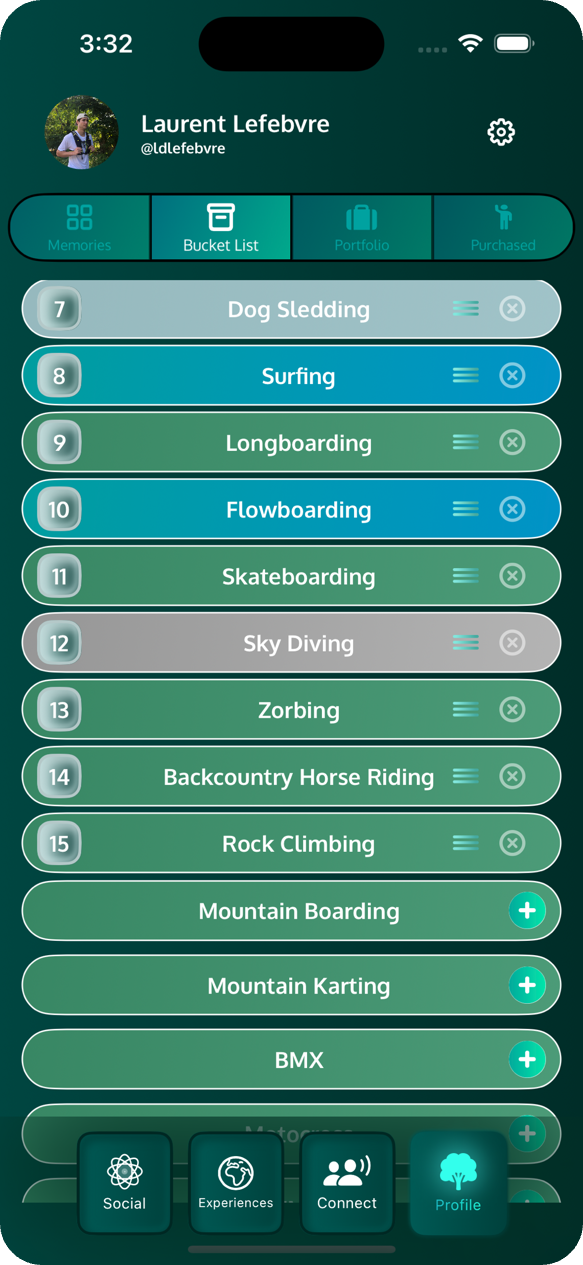 3:32
Laurent Lefebvre
@ldlefebvre
Memories
Bucket List
Portfolio
Purchased
7 Dog Sledding
8 Surfing
9 Longboarding
10 Flowboarding
11 Skateboarding
12 Sky Diving
13 Zorbing
14 Backcountry Horse Riding
15 Rock Climbing
Mountain Boarding
Mountain Karting
BMX
Motocross
Social
Experiences
Connect
Profile